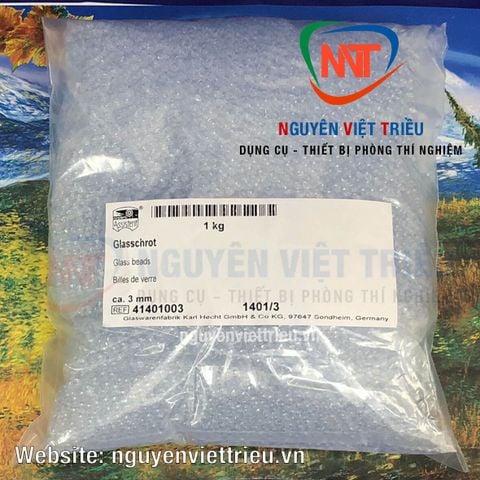 NNT
NGUYÊN VIỆT TRIỀU
DỤNG CỤ - THIẾT BỊ PHÒNG THÍ NGHIỆM
Assistent
®
1 kg
Glasschrot
Glass beads
Billes de verre
ca. 3 mm
REF 41401003 1401/3
Glaswarenfabrik Karl Hecht GmbH & Co KG, 97647 Sondheim, Germany
NGUYÊN VIỆT TRIỀU
DỤNG CỤ - THIẾT BỊ PHÒNG THÍ NGHIỆM
nguyenviettrieu.vn
Website: nguyenviettrieu.vn